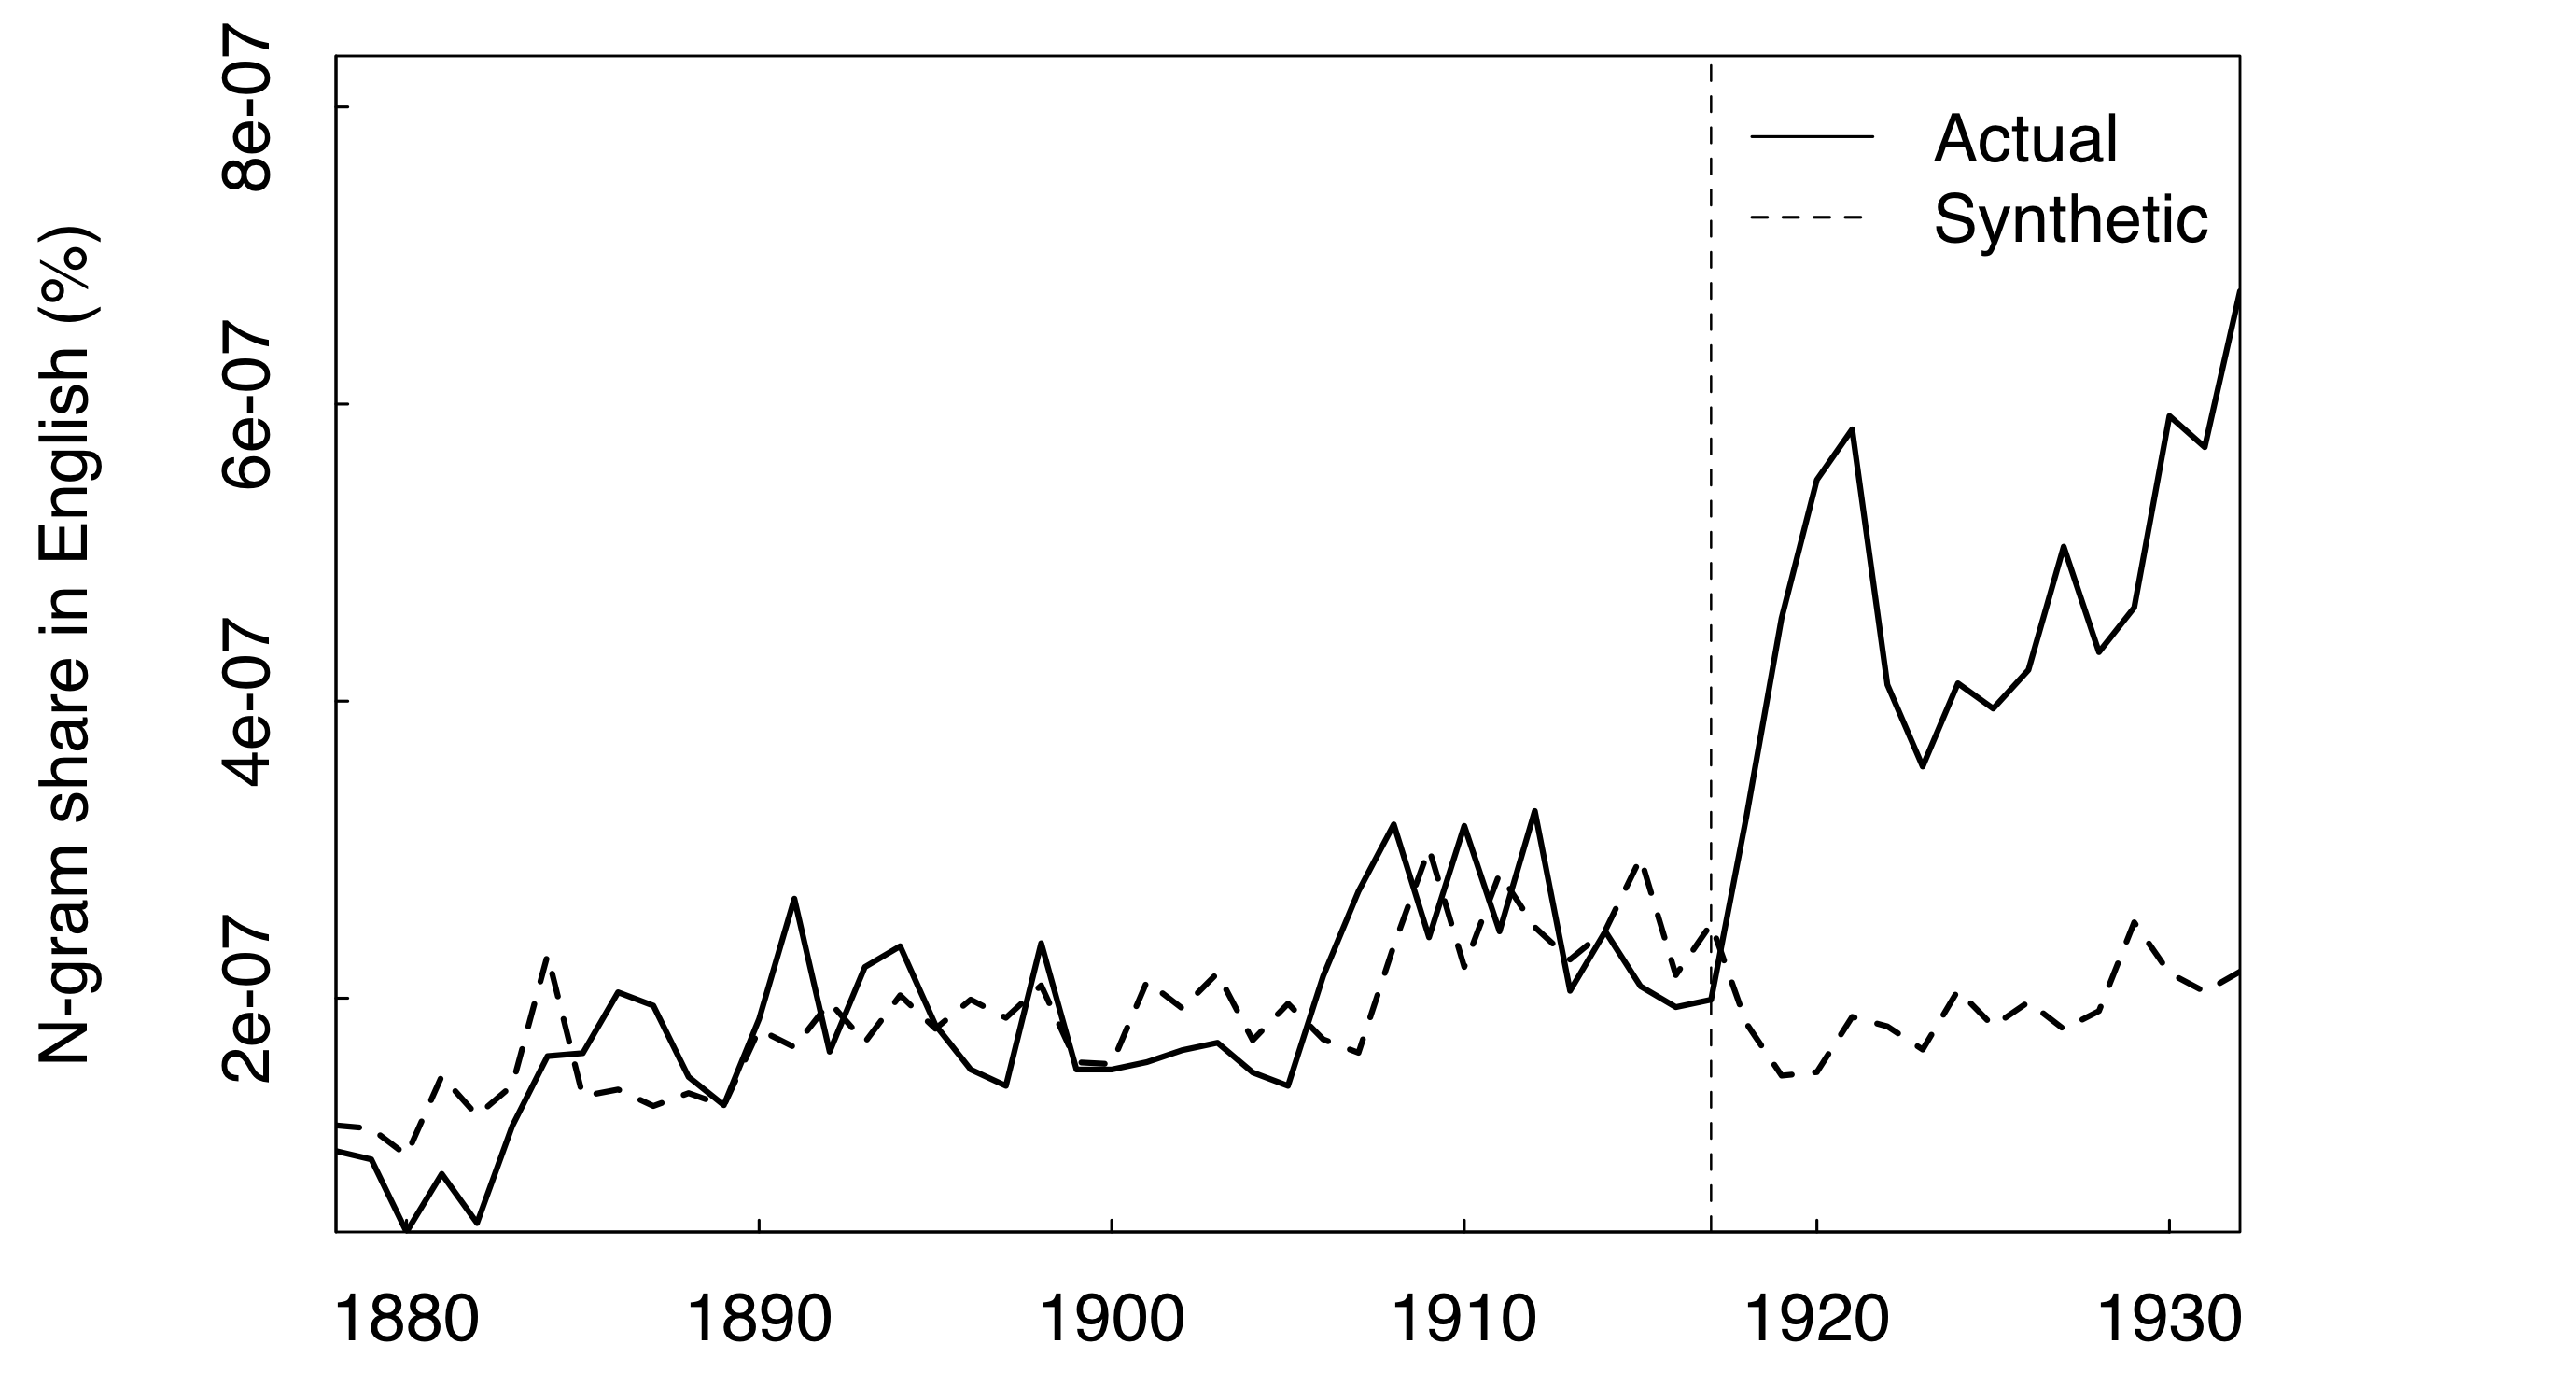 N-gram share in English (%)
8e-07
6e-07
4e-07
2e-07
Actual
Synthetic
1880 1890 1900 1910 1920 1930